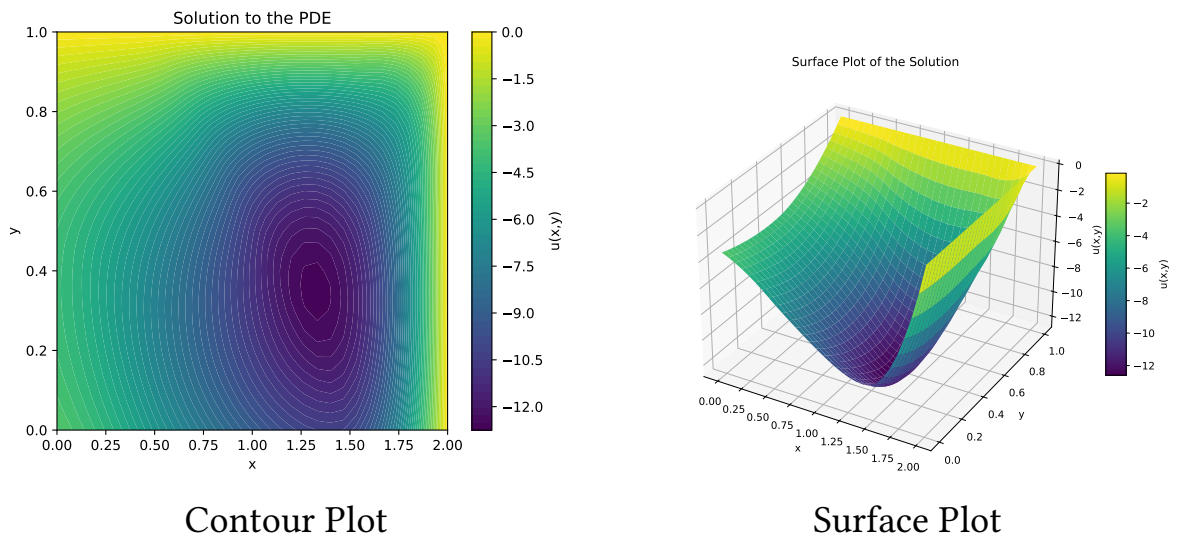 Solution to the PDE
1.0
0.8
0.6
0.4
0.2
0.0
y
0.00 0.25 0.50 0.75 1.00 1.25 1.50 1.75 2.00
x
0.0
−1.5
−3.0
−4.5
−6.0
−7.5
−9.0
−10.5
−12.0
u(x,y)
Contour Plot
Surface Plot of the Solution
0
−2
−4
−6
−8
−10
−12
u(x,y)
1.0
0.8
0.6
0.4
0.2
0.0
y
0.00 0.25 0.50 0.75 1.00 1.25 1.50 1.75 2.00
x
−2
−4
−6
−8
−10
−12
u(x,y)
Surface Plot